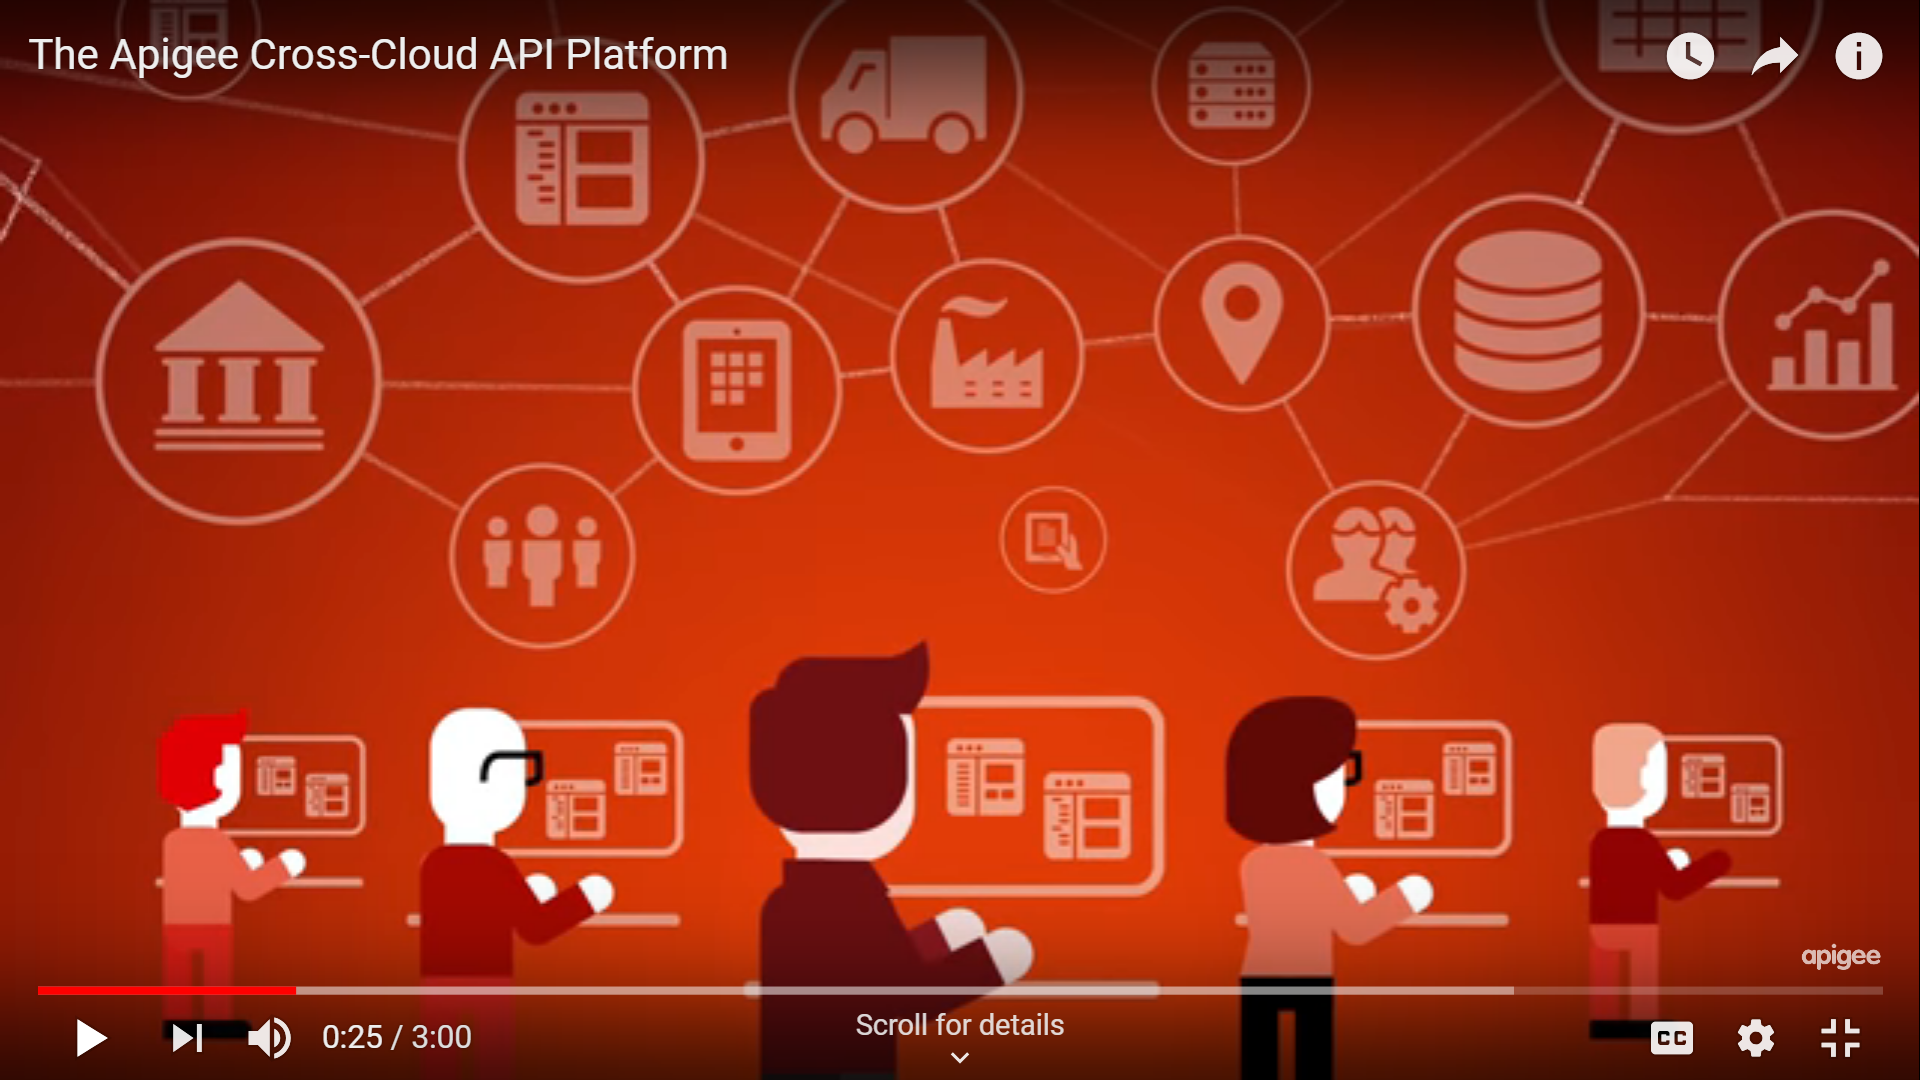 The Apigee Cross-Cloud API Platform
apigee
Scroll for details
0:25 / 3:00
CC